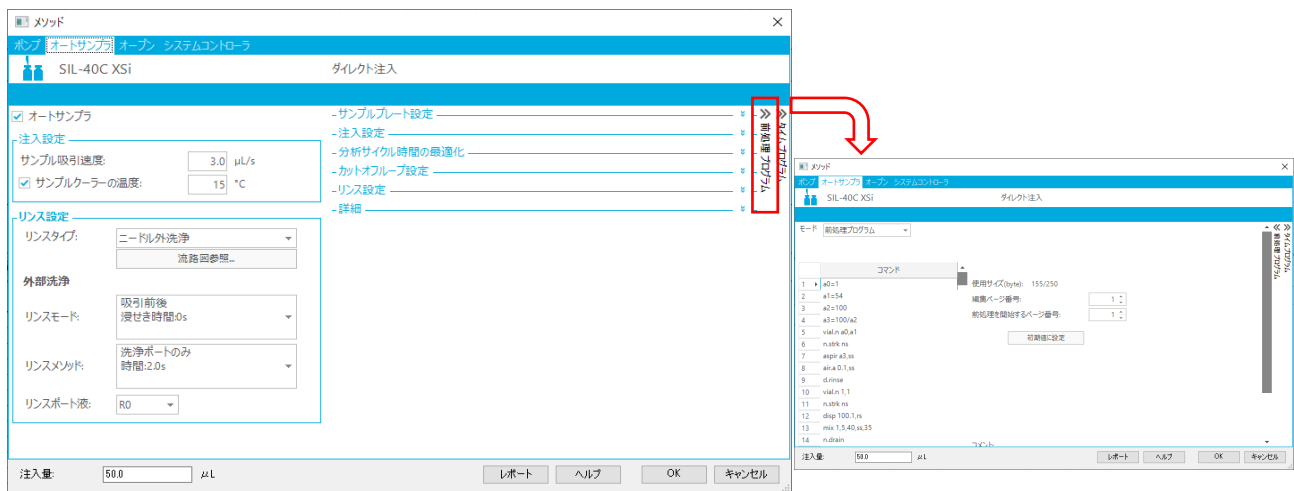 メソッド
ポンプ オートサンプラ オーブン システムコントローラ
SIL-40C XSi ダイレクト注入
オートサンプラ
注入設定
サンプル吸引速度: 3.0 μL/s
サンプルクーラーの温度: 15 °C
リンス設定
リンスタイプ: ニードル外洗浄
流路図参照...
外部洗浄
リンスモード: 吸引前後
浸せき時間:0s
リンスメソッド: 洗浄ポートのみ
時間:2.0s
リンスポート液: R0
サンプルプレート設定
注入設定
分析サイクル時間の最適化
カットオフループ設定
リンス設定
詳細
前処理プログラム
タイムプログラム
注入量: 50.0 μL
レポート ヘルプ OK キャンセル
メソッド
ポンプ オートサンプラ オーブン システムコントローラ
SIL-40C XSi ダイレクト注入
モード 前処理プログラム
コマンド
1 a0=1
2 a1=54
3 a2=100
4 a3=100/a2
5 vial.n a0,a1
6 n.strk ns
7 aspir a3,ss
8 air.a 0.1,ss
9 d.rinse
10 vial.n 1,1
11 n.strk ns
12 disp 100.1,rs
13 mix 1,5,40,ss,35
14 n.drain
使用サイズ(byte): 155/250
編集ページ番号: 1
前処理を開始するページ番号: 1
初期値に設定
コメント
前処理プログラム
タイムプログラム
注入量: 50.0 μL
レポート ヘルプ OK キャンセル